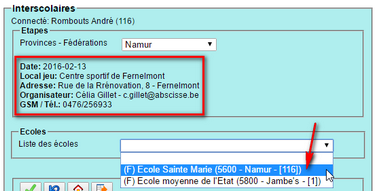 Interscolaires
Connecté: Rombouts André (116)
Etapes
Provinces - Fédérations
Namur
Date: 2016-02-13
Local jeu: Centre sportif de Fernelmont
Adresse: Rue de la Rrénovation, 8 - Fernelmont
Organisateur: Célia Gillet - c.gillet@abscisse.be
GSM / Tél.: 0476/256933
Ecoles
Liste des écoles
(F) Ecole Sainte Marie (5600 - Namur - [116])
(F) Ecole moyenne de l'Etat (5800 - Jambe's - [1])